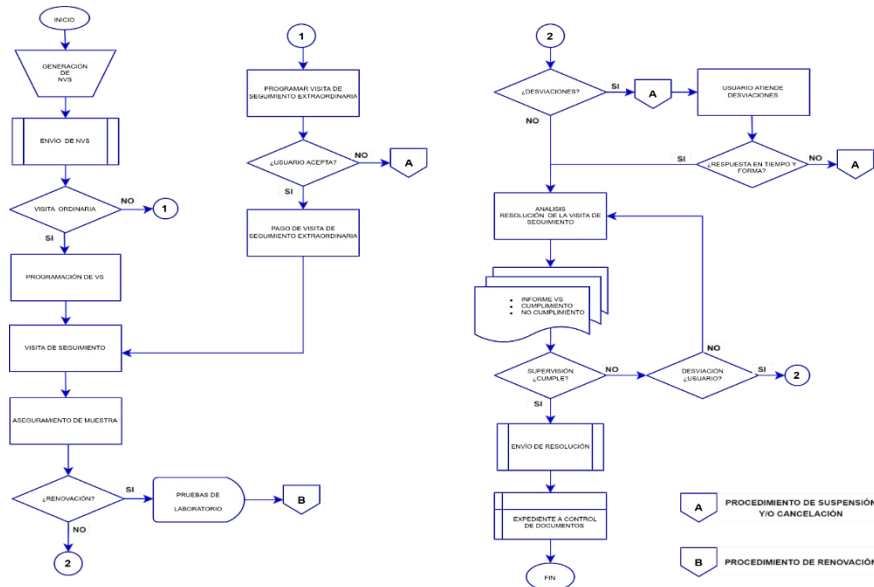 INICIO
GENERACION
DE
NVS
ENVÍO DE NVS
VISITA ORDINARIA
NO
1
SI
PROGRAMACIÓN DE VS
VISITA DE SEGUIMIENTO
ASEGURAMIENTO DE MUESTRA
¿RENOVACIÓN?
SI
PRUEBAS DE
LABORATORIO
B
NO
2
1
PROGRAMAR VISITA DE
SEGUIMIENTO EXTRAORDINARIA
¿USUARIO ACEPTA?
NO
A
SI
PAGO DE VISITA DE
SEGUIMIENTO EXTRAORDINARIA
2
¿DESVIACIONES?
SI
A
USUARIO ATIENDE
DESVIACIONES
NO
SI
¿RESPUESTA EN TIEMPO Y
FORMA?
NO
A
ANALISIS
RESOLUCIÓN DE LA VISITA DE
SEGUIMIENTO
• INFORME VS
• CUMPLIMIENTO
• NO CUMPLIMIENTO
SUPERVISIÓN
¿CUMPLE?
NO
DESVIACIÓN
¿USUARIO?
NO
SI
2
SI
ENVÍO DE RESOLUCIÓN
EXPEDIENTE A CONTROL
DE DOCUMENTOS
FIN
A
PROCEDIMIENTO DE SUSPENSIÓN
Y/O CANCELACIÓN
B
PROCEDIMIENTO DE RENOVACIÓN